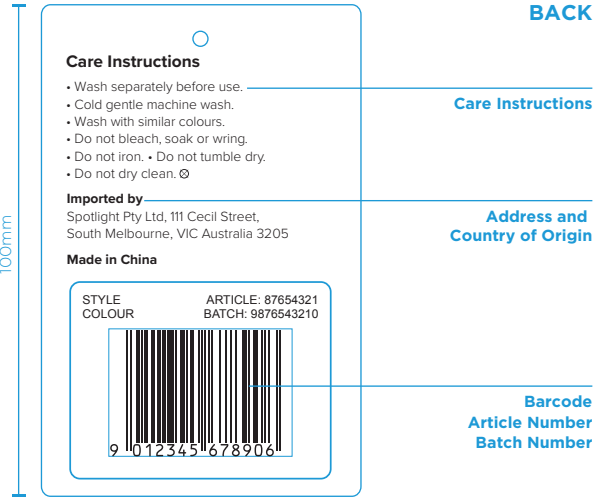 BACK
Care Instructions
• Wash separately before use.
• Cold gentle machine wash.
• Wash with similar colours.
• Do not bleach, soak or wring.
• Do not iron. • Do not tumble dry.
• Do not dry clean.
Imported by
Spotlight Pty Ltd, 111 Cecil Street,
South Melbourne, VIC Australia 3205
Made in China
STYLE ARTICLE: 87654321
COLOUR BATCH: 9876543210
9 012345 678906
100mm
Care Instructions
Address and
Country of Origin
Barcode
Article Number
Batch Number